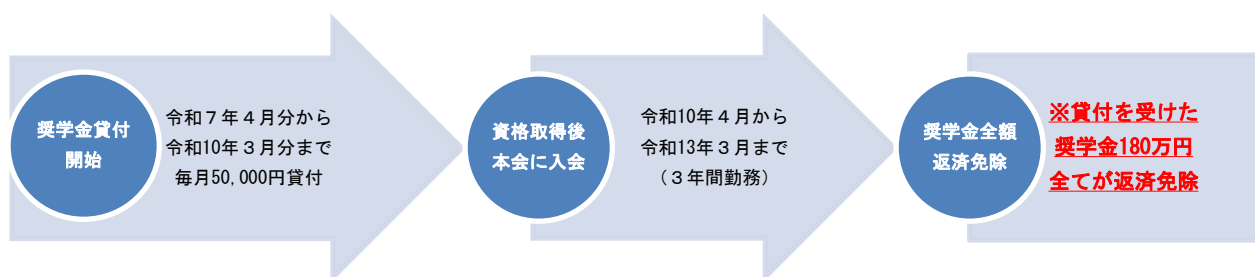 奨学金貸付
開始
令和７年４月分から
令和10年３月分まで
毎月50,000円貸付
資格取得後
本会に入会
令和10年４月から
令和13年３月まで
（３年間勤務）
奨学金全額
返済免除
※貸付を受けた
奨学金180万円
全てが返済免除